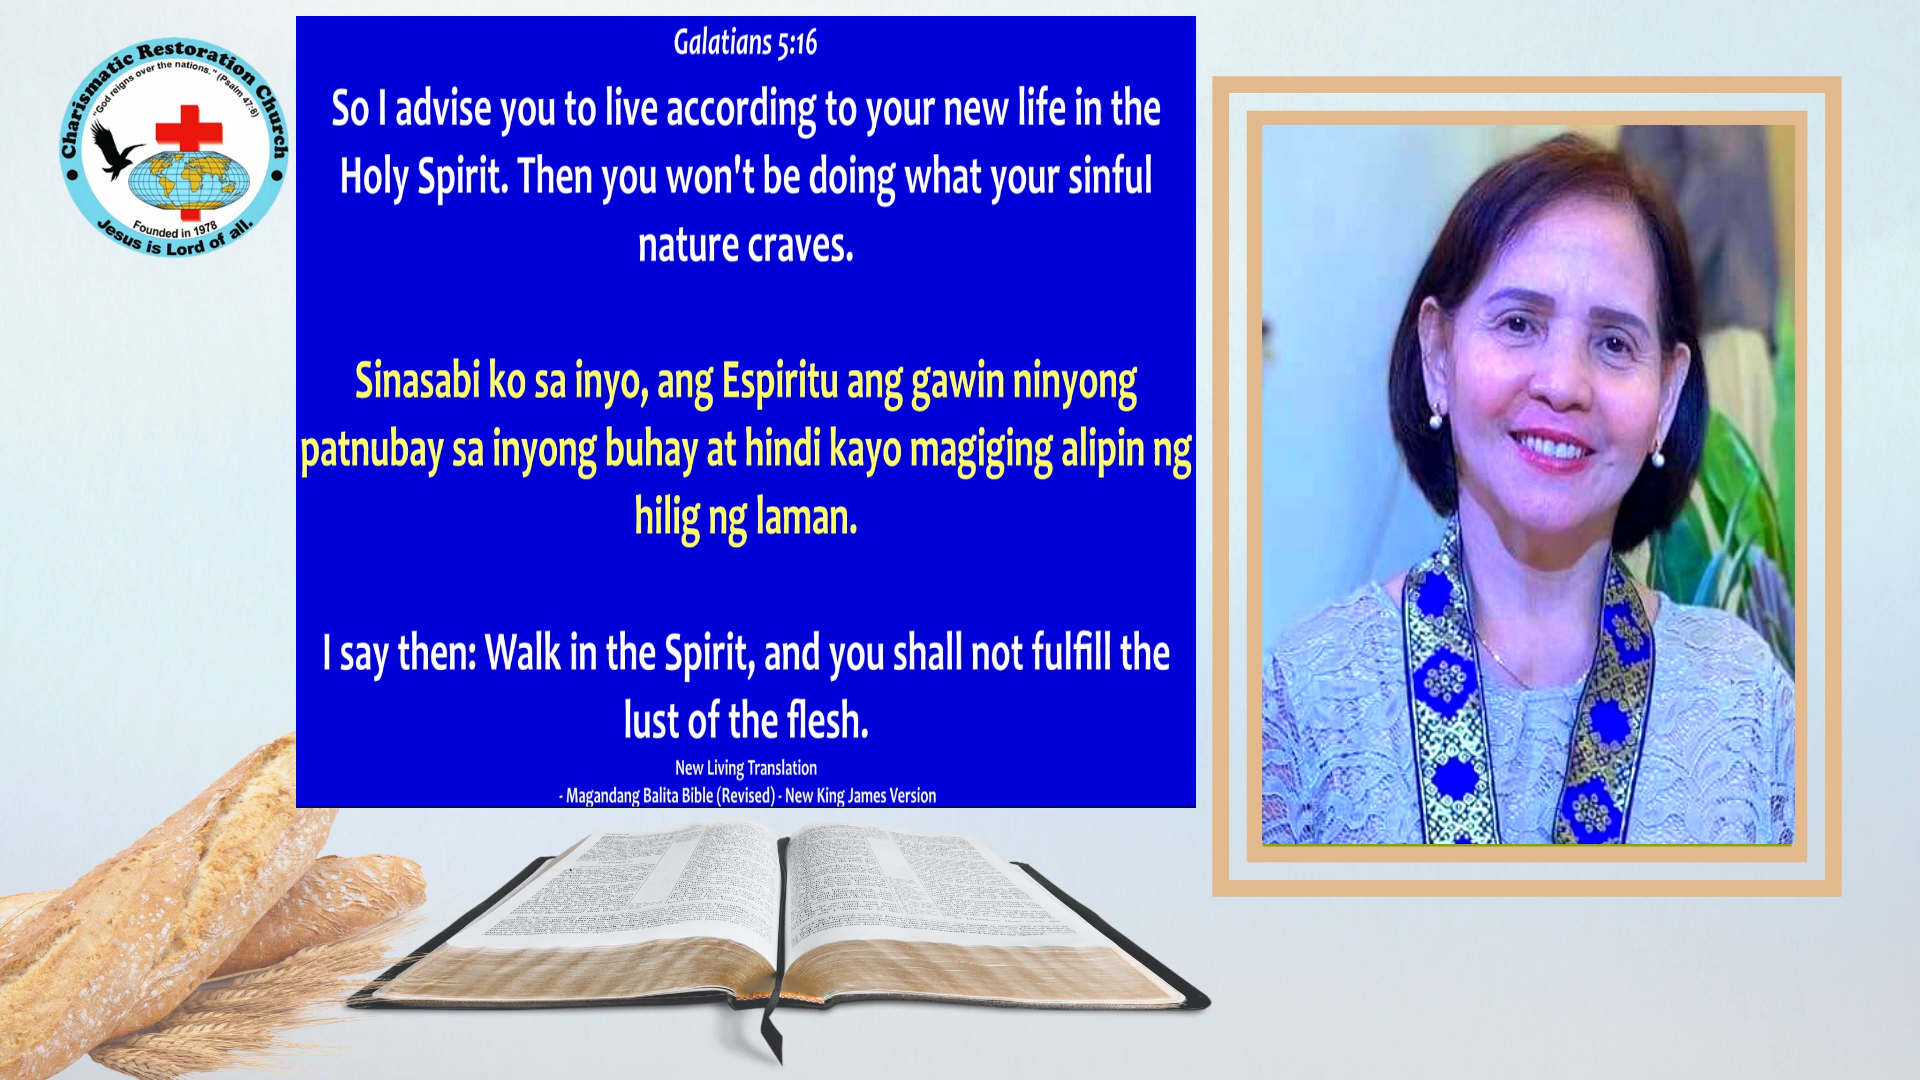 Charismatic Restoration Church
"God reigns over the nations." (Psalm 47:8)
Founded in 1978
Jesus is Lord of all.
Galatians 5:16
So I advise you to live according to your new life in the
Holy Spirit. Then you won't be doing what your sinful
nature craves.
Sinasabi ko sa inyo, ang Espiritu ang gawin ninyong
patnubay sa inyong buhay at hindi kayo magiging alipin ng
hilig ng laman.
I say then: Walk in the Spirit, and you shall not fulfill the
lust of the flesh.
New Living Translation
- Magandang Balita Bible (Revised) - New King James Version